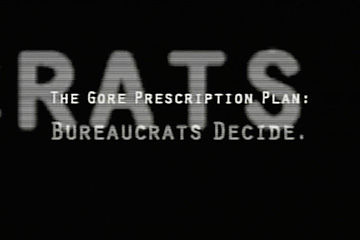 RATS
THE GORE PRESCRIPTION PLAN:
BUREAUCRATS DECIDE.